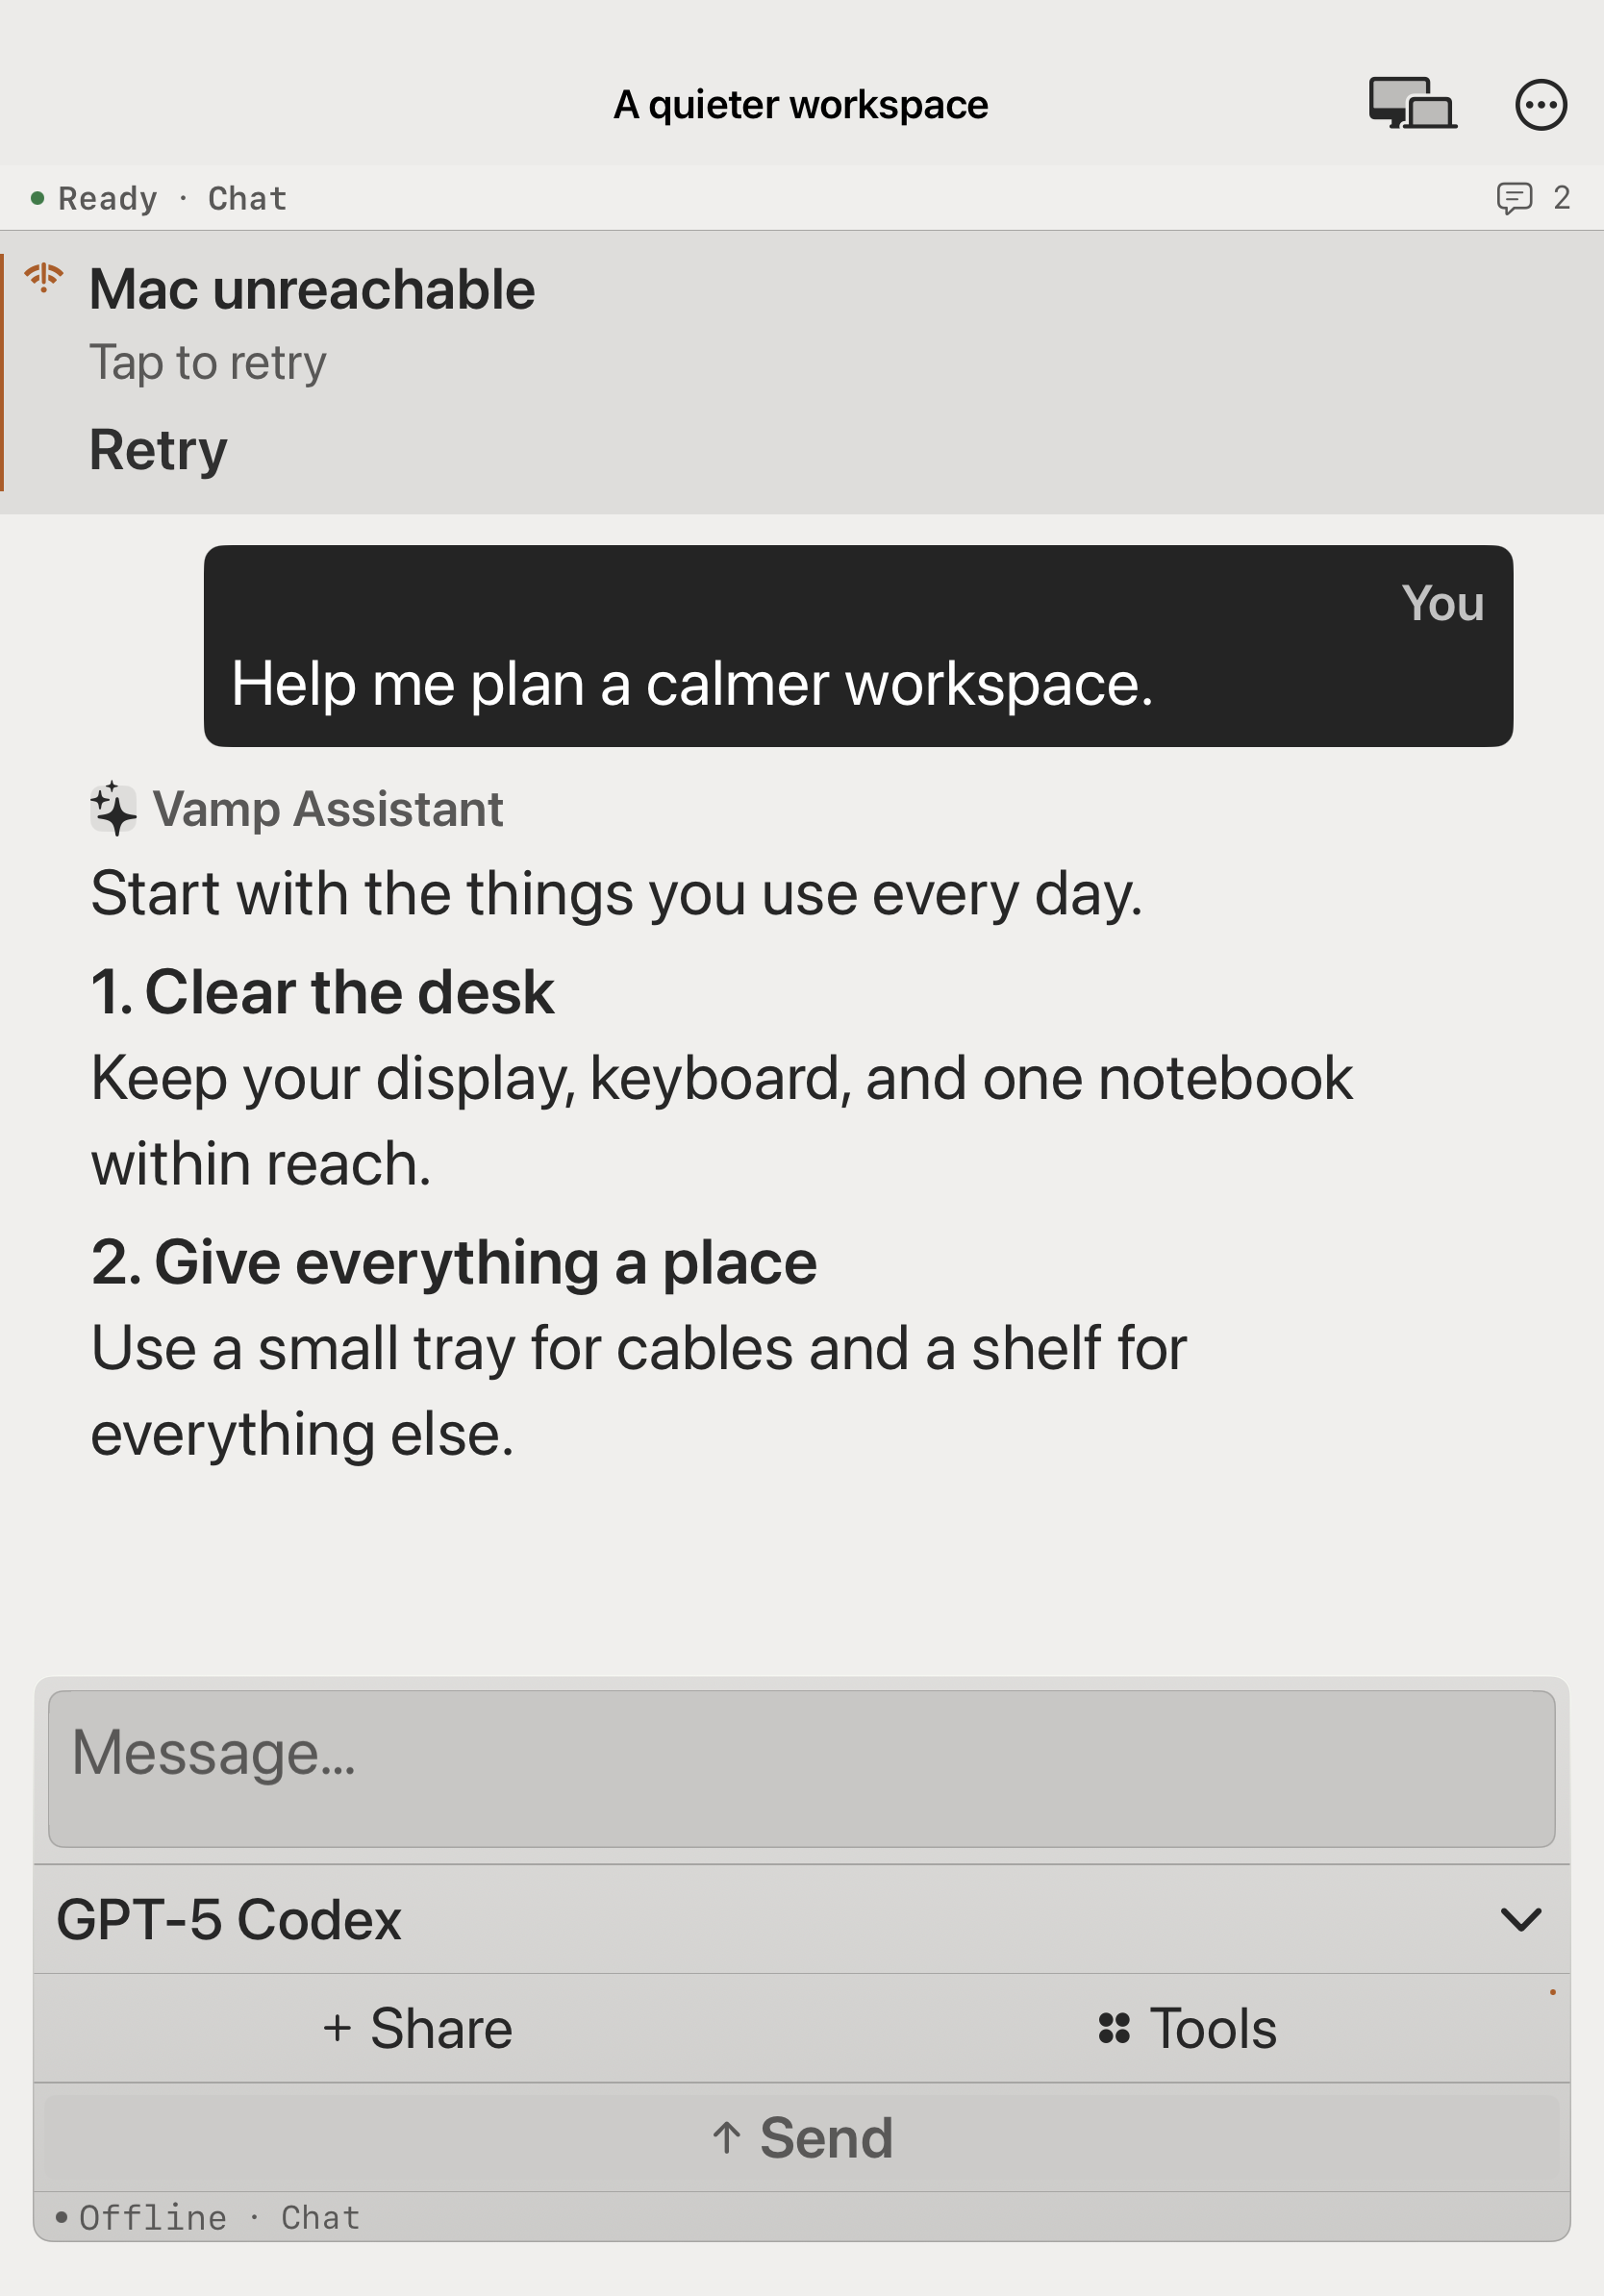 A quieter workspace
Ready · Chat
2
Mac unreachable
Tap to retry
Retry
You
Help me plan a calmer workspace.
Vamp Assistant
Start with the things you use every day.
1. Clear the desk
Keep your display, keyboard, and one notebook
within reach.
2. Give everything a place
Use a small tray for cables and a shelf for
everything else.
Message...
GPT-5 Codex
+ Share
Tools
↑ Send
• Offline · Chat